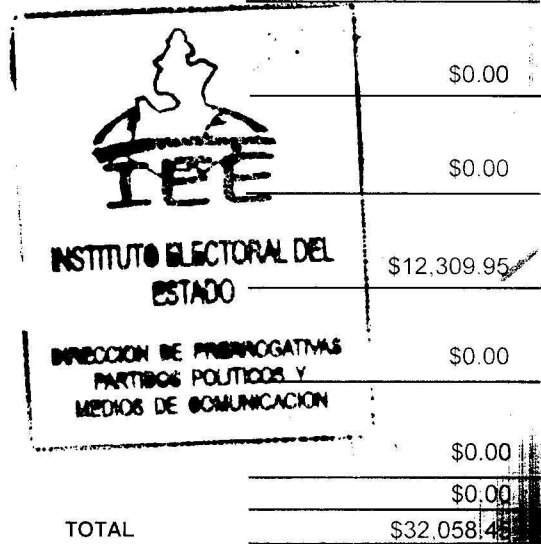 $0.00
$0.00
IEE
INSTITUTO ELECTORAL DEL
ESTADO
$12,309.95
DIRECCION DE PRERROGATIVAS
PARTIDOS POLITICOS Y
MEDIOS DE COMUNICACION
$0.00
$0.00
$0.00
TOTAL $32,058.45